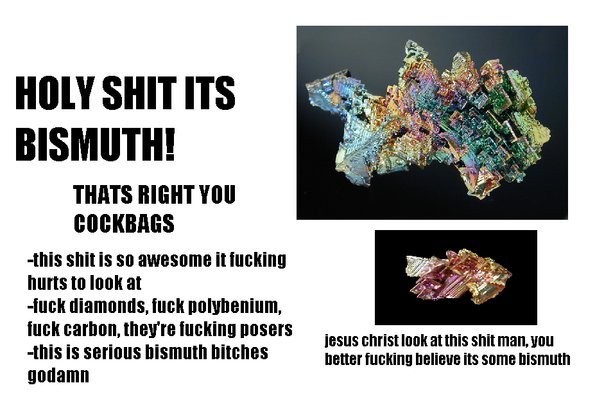 HOLY SHIT ITS
BISMUTH!
THATS RIGHT YOU
COCKBAGS
-this shit is so awesome it fucking
hurts to look at
-fuck diamonds, fuck polybenium,
fuck carbon, they're fucking posers
-this is serious bismuth bitches
godamn
jesus christ look at this shit man, you
better fucking believe its some bismuth